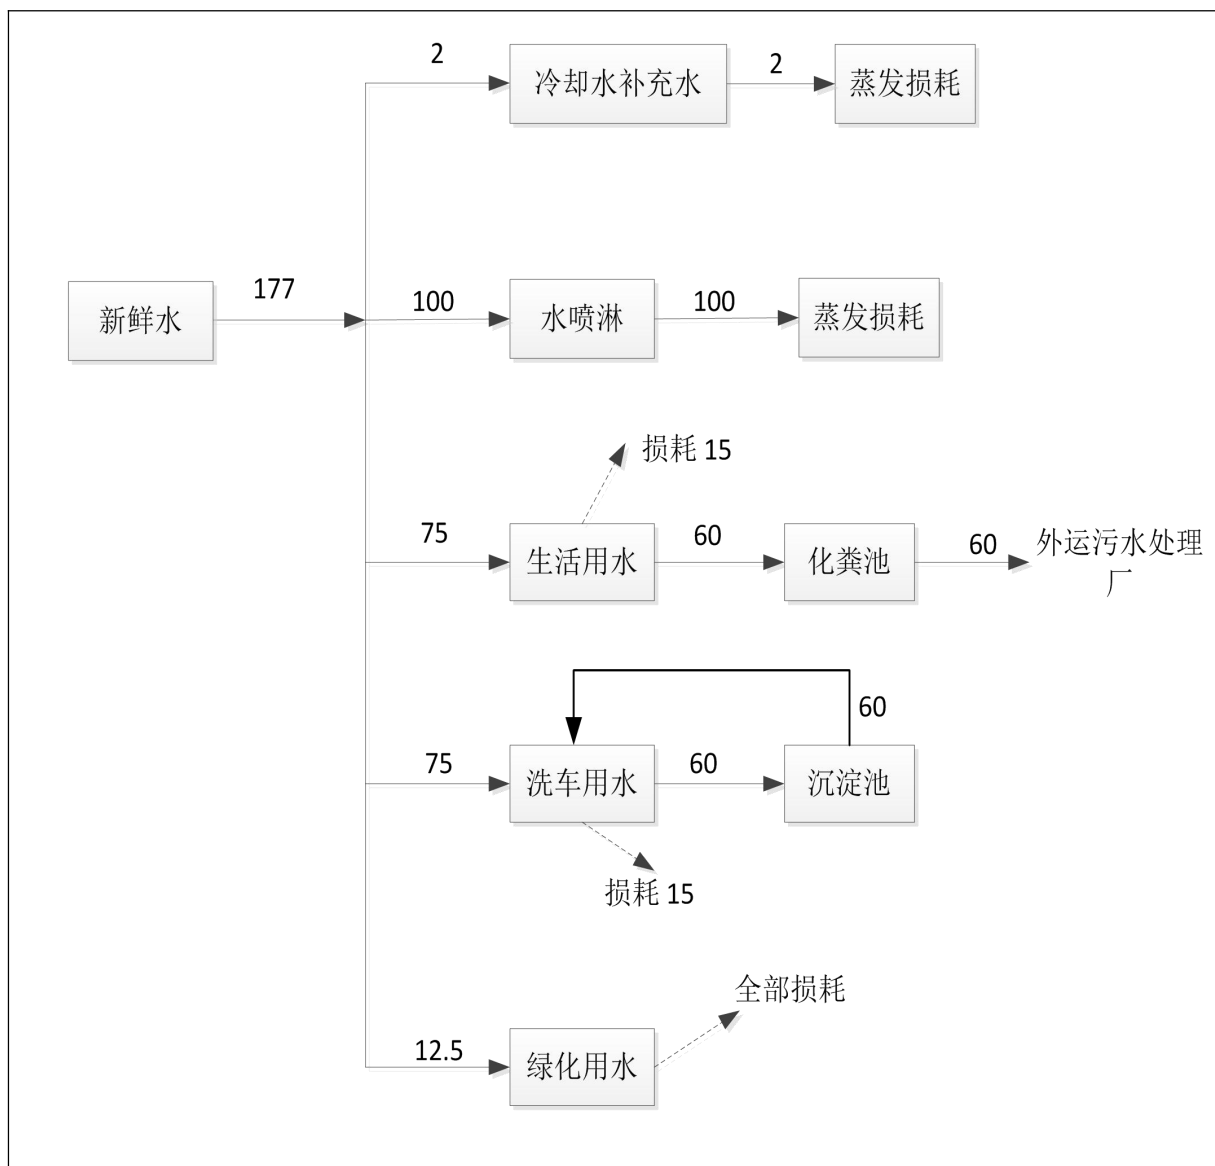 2
冷却水补充水
2
蒸发损耗
新鲜水
177
100
水喷淋
100
蒸发损耗
损耗 15
75
生活用水
60
化粪池
60
外运污水处理
厂
60
75
洗车用水
60
沉淀池
损耗 15
全部损耗
12.5
绿化用水